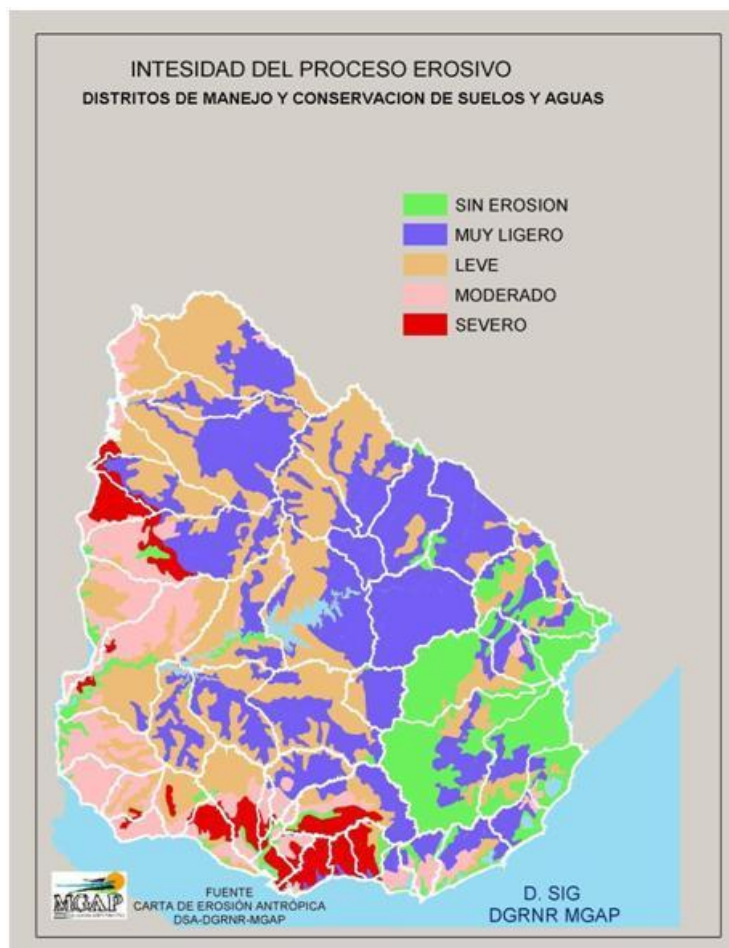 INTESIDAD DEL PROCESO EROSIVO
DISTRITOS DE MANEJO Y CONSERVACION DE SUELOS Y AGUAS
SIN EROSION
MUY LIGERO
LEVE
MODERADO
SEVERO
MGAP
FUENTE
CARTA DE EROSIÓN ANTRÓPICA
DSA-DGRNR-MGAP
D. SIG
DGRNR MGAP